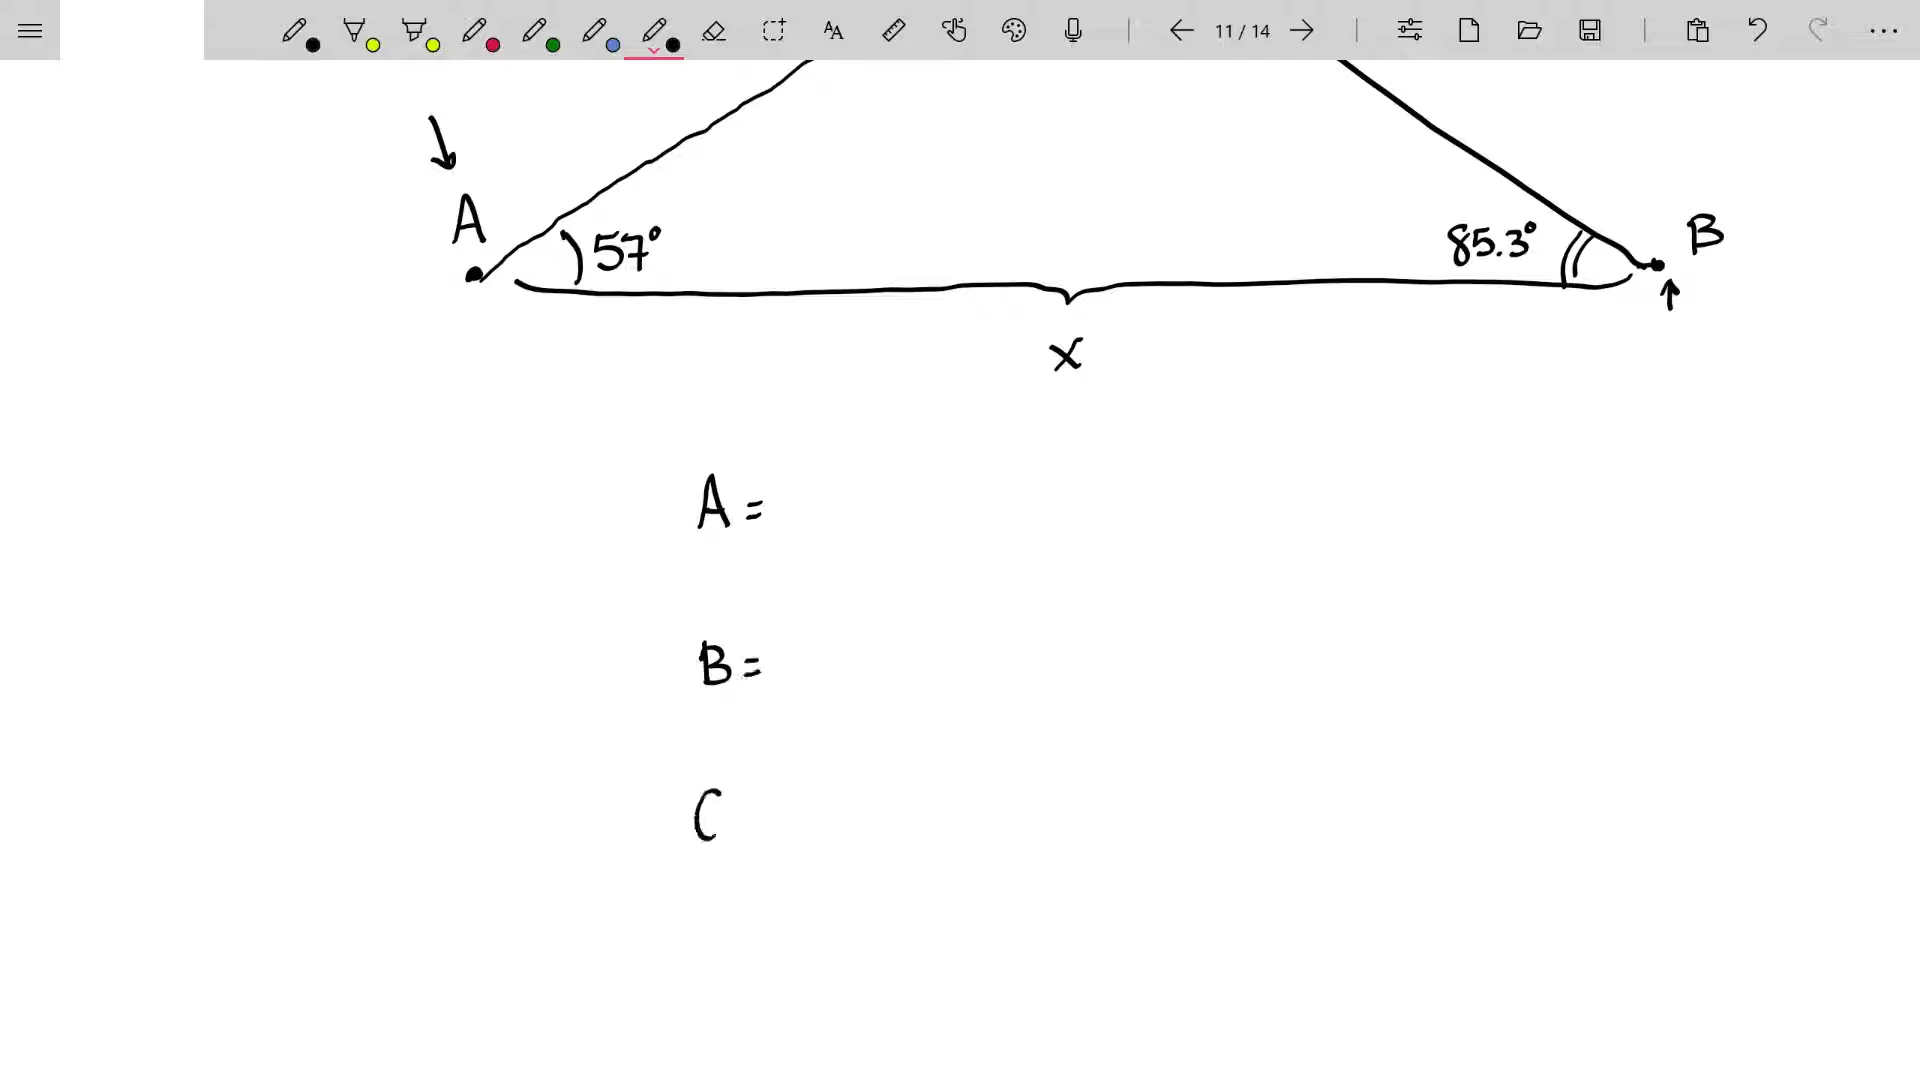 11 / 14
A
57°
85.3°
B
x
A =
B =
C